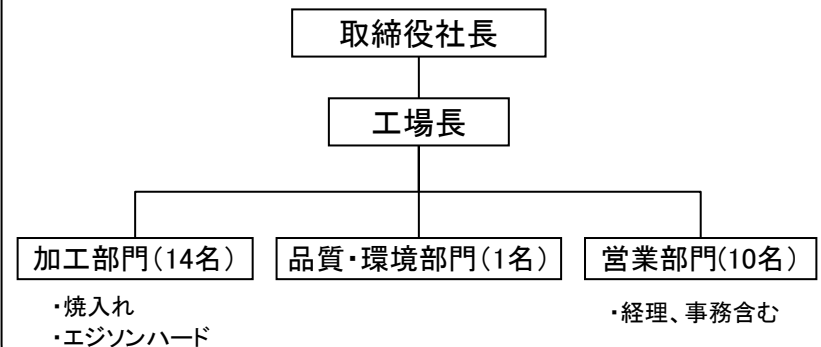 取締役社長
工場長
加工部門(14名)
品質・環境部門(1名)
営業部門(10名)
・焼入れ
・エジソンハード
・経理、事務含む